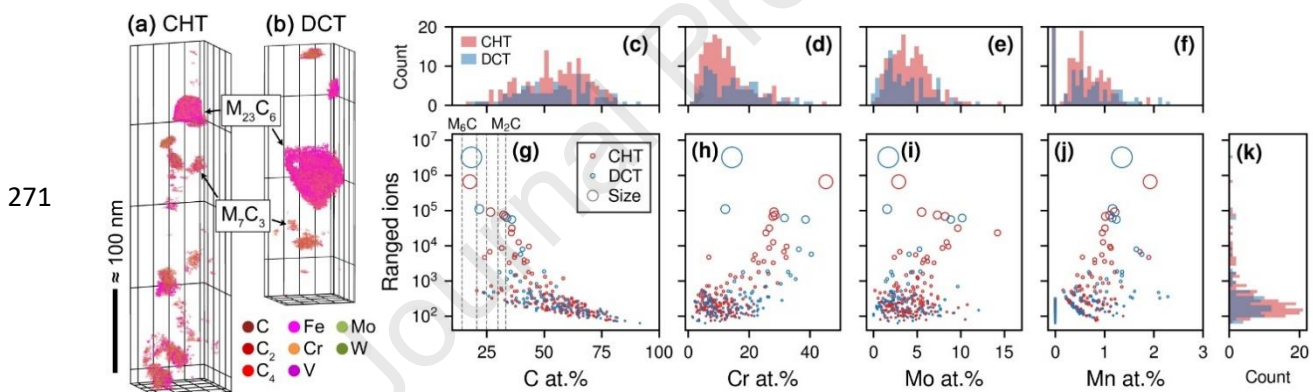 271
(a) CHT
(b) DCT
M23C6
M7C3
≈ 100 nm
C Fe Mo
C2 Cr W
C4 V
Count
20
10
0
CHT
DCT
(c)
(d)
(e)
(f)
M6C M2C
(g)
CHT
DCT
Size
(h)
(i)
(j)
(k)
Ranged ions
10^7
10^6
10^5
10^4
10^3
10^2
25 50 75 100
C at.%
0 20 40
Cr at.%
0 5 10 15
Mo at.%
0 1 2 3
Mn at.%
0 10 20
Count
Journal Pr